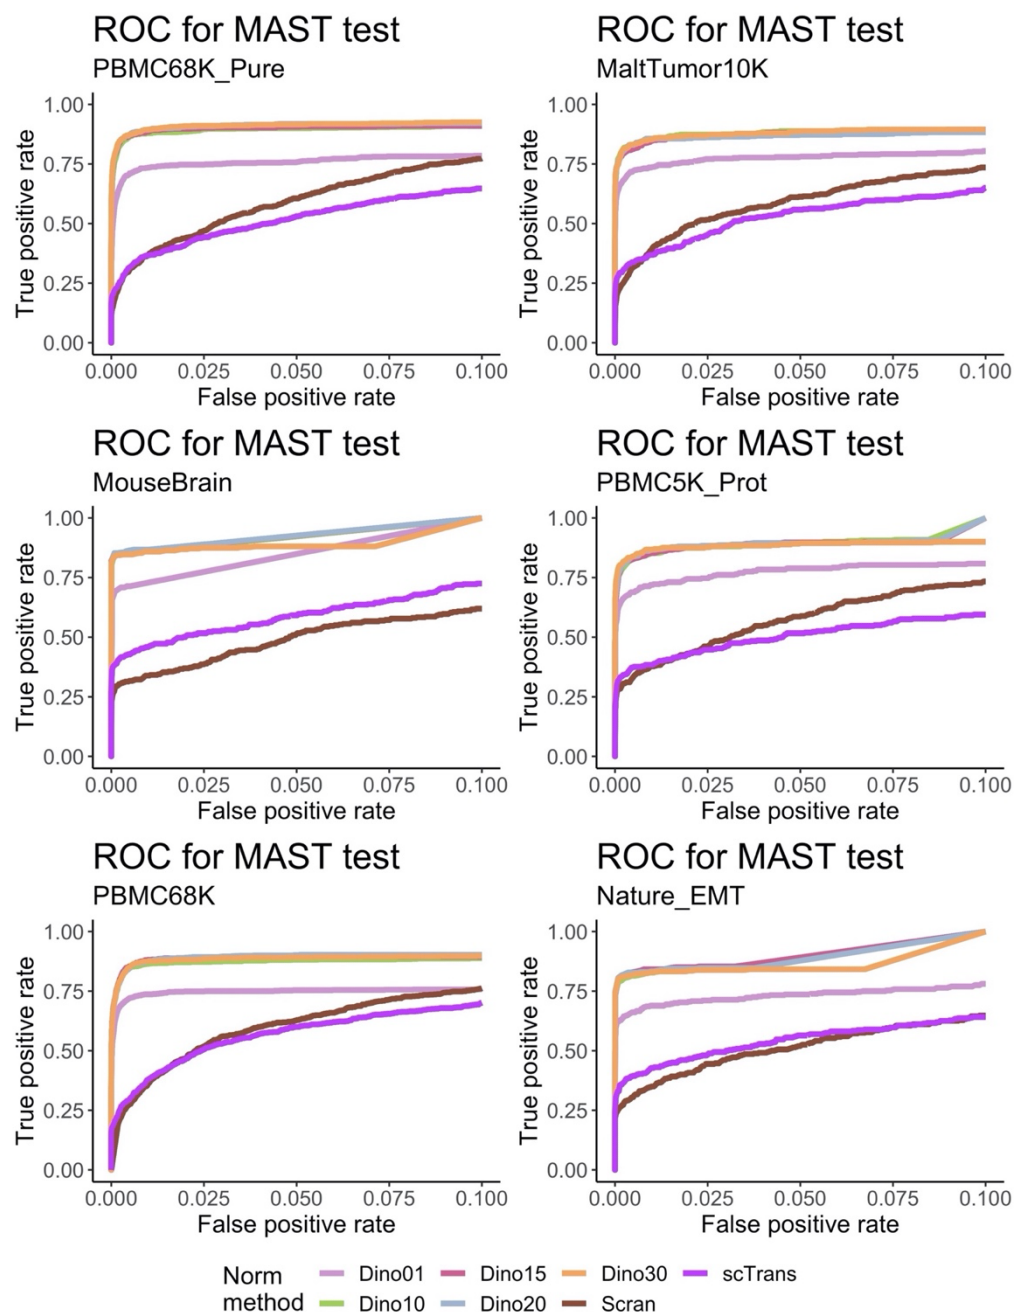 ROC for MAST test
PBMC68K_Pure
True positive rate
1.00
0.75
0.50
0.25
0.00
0.000 0.025 0.050 0.075 0.100
False positive rate
ROC for MAST test
MaltTumor10K
True positive rate
1.00
0.75
0.50
0.25
0.00
0.000 0.025 0.050 0.075 0.100
False positive rate
ROC for MAST test
MouseBrain
True positive rate
1.00
0.75
0.50
0.25
0.00
0.000 0.025 0.050 0.075 0.100
False positive rate
ROC for MAST test
PBMC5K_Prot
True positive rate
1.00
0.75
0.50
0.25
0.00
0.000 0.025 0.050 0.075 0.100
False positive rate
ROC for MAST test
PBMC68K
True positive rate
1.00
0.75
0.50
0.25
0.00
0.000 0.025 0.050 0.075 0.100
False positive rate
ROC for MAST test
Nature_EMT
True positive rate
1.00
0.75
0.50
0.25
0.00
0.000 0.025 0.050 0.075 0.100
False positive rate
Norm
method
Dino01 Dino15 Dino30 scTrans
Dino10 Dino20 Scran